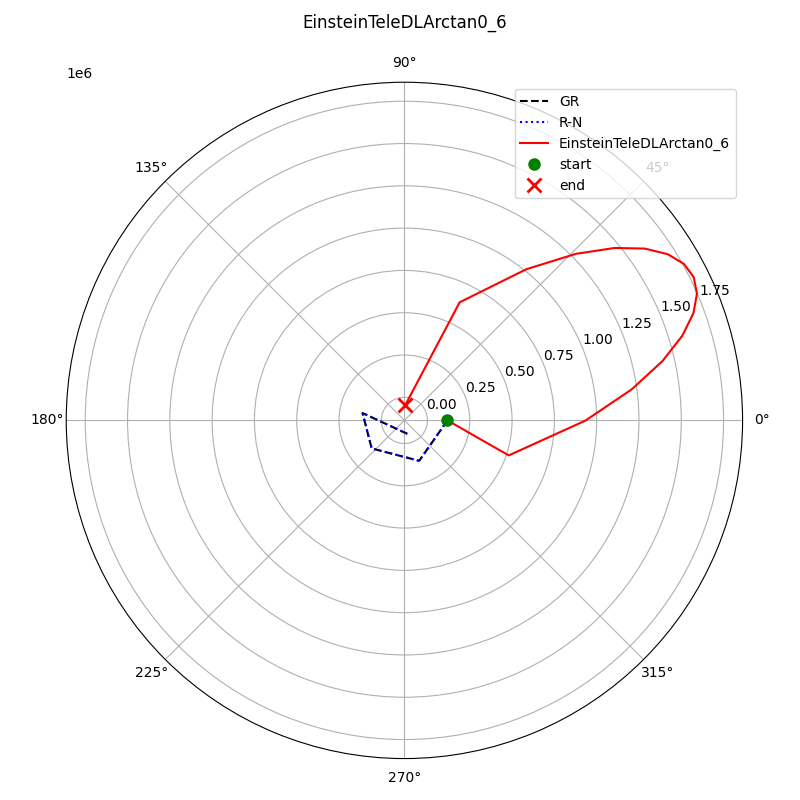 EinsteinTeleDLArctan0_6
1e6
90°
GR
R-N
EinsteinTeleDLArctan0_6
start
end
135°
45°
1.75
1.50
1.25
1.00
0.75
0.50
0.25
0.00
180°
0°
225°
315°
270°